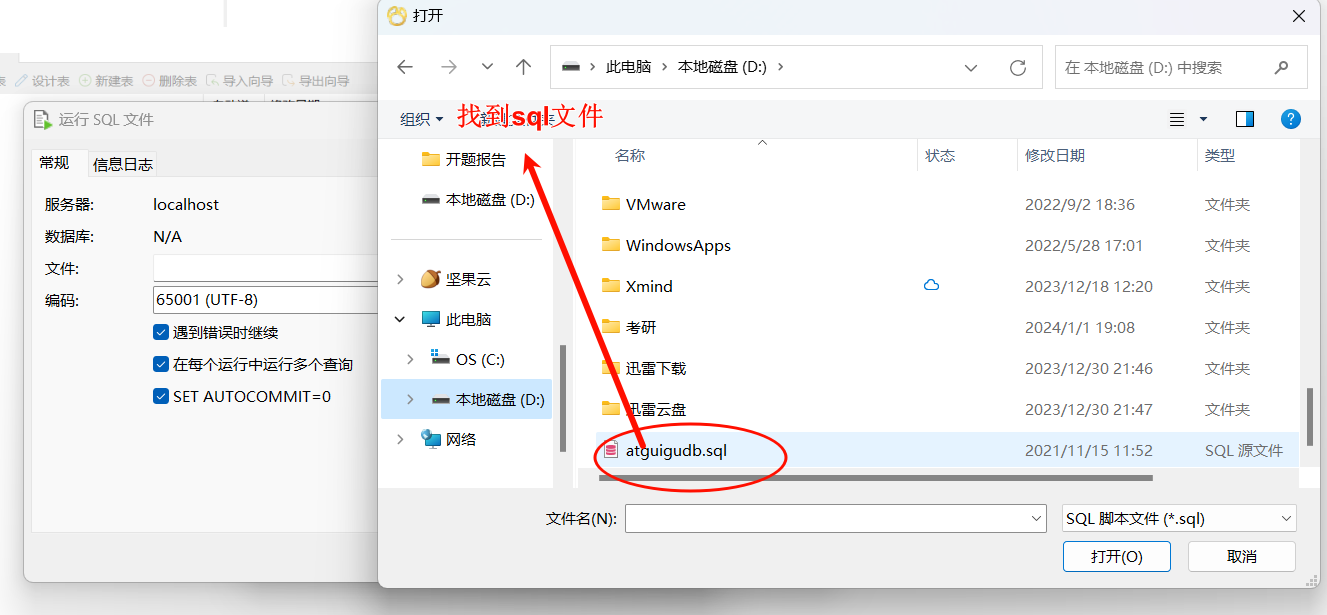 打开
此电脑 本地磁盘 (D:)
在 本地磁盘 (D:) 中搜索
设计表 新建表 删除表 导入向导 导出向导
运行 SQL 文件
常规 信息日志
服务器: localhost
数据库: N/A
文件:
编码: 65001 (UTF-8)
遇到错误时继续
在每个运行中运行多个查询
SET AUTOCOMMIT=0
组织
找到sql文件
开题报告
本地磁盘 (D:)
坚果云
此电脑
OS (C:)
本地磁盘 (D:)
网络
名称 状态 修改日期 类型
VMware 2022/9/2 18:36 文件夹
WindowsApps 2022/5/28 17:01 文件夹
Xmind 2023/12/18 12:20 文件夹
考研 2024/1/1 19:08 文件夹
迅雷下载 2023/12/30 21:46 文件夹
迅雷云盘 2023/12/30 21:47 文件夹
atguigudb.sql 2021/11/15 11:52 SQL 源文件
文件名(N):
SQL 脚本文件 (*.sql)
打开(O) 取消